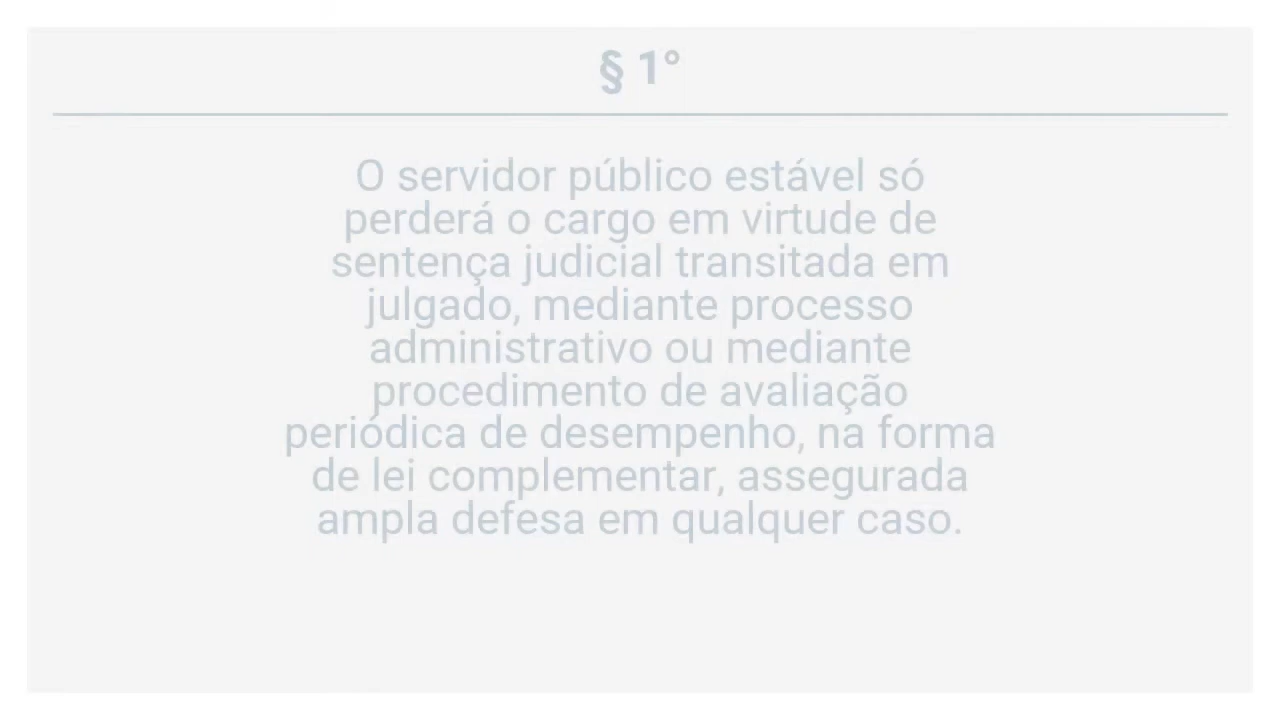 § 1°
O servidor público estável só
perderá o cargo em virtude de
sentença judicial transitada em
julgado, mediante processo
administrativo ou mediante
procedimento de avaliação
periódica de desempenho, na forma
de lei complementar, assegurada
ampla defesa em qualquer caso.